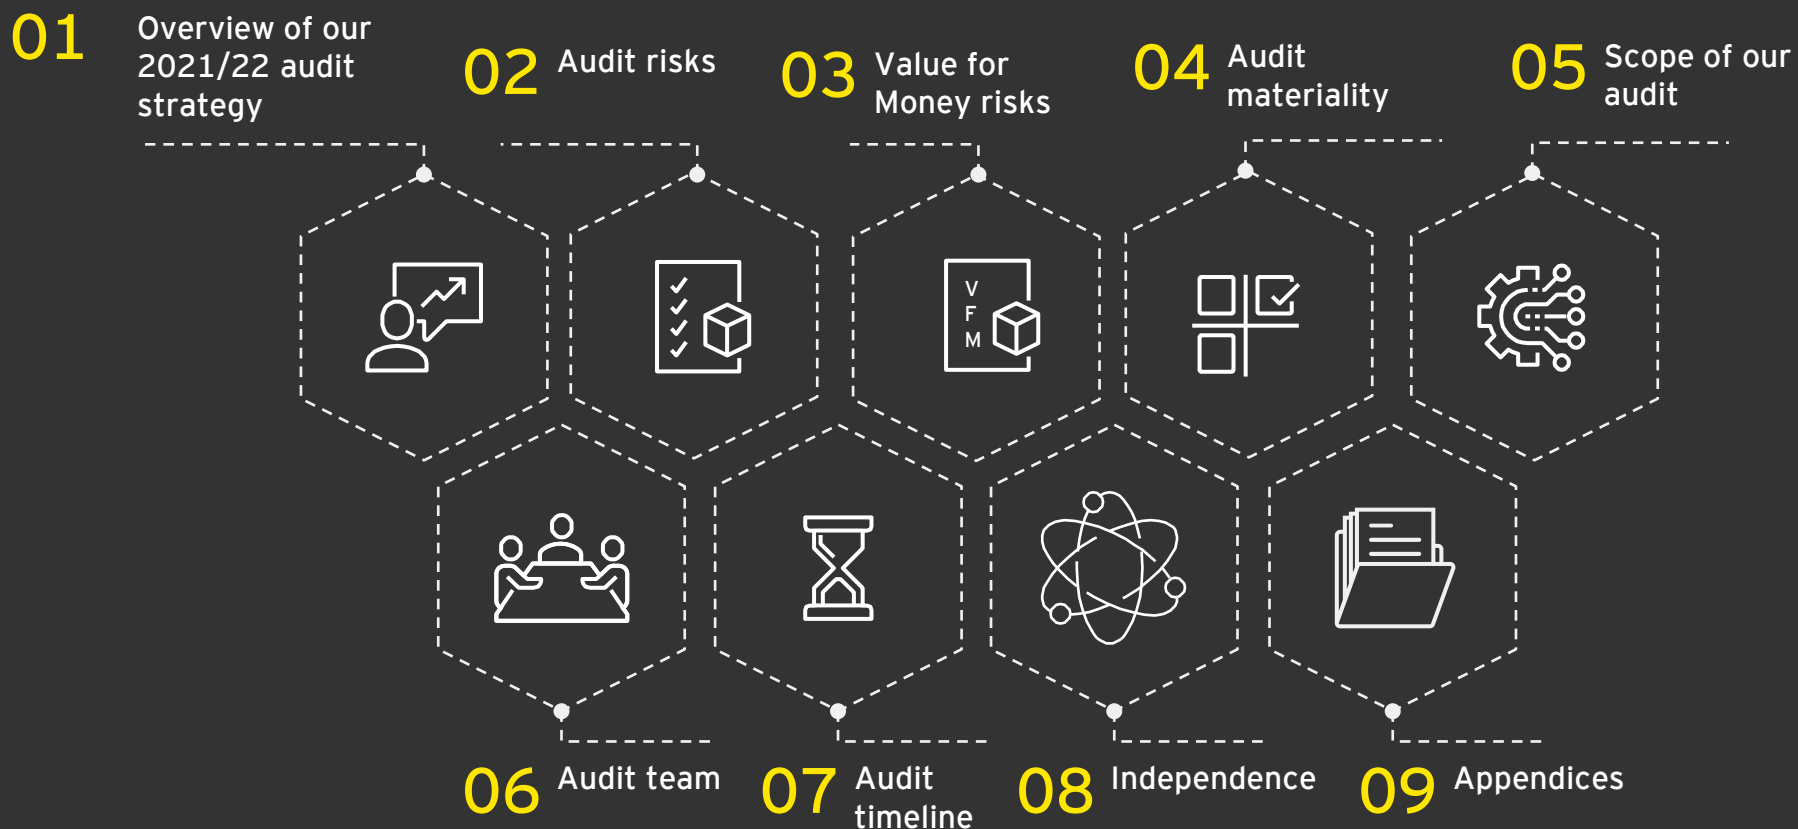 01
Overview of our
2021/22 audit
strategy
02
Audit risks
03
Value for
Money risks
04
Audit
materiality
05
Scope of our
audit
V
F
M
06
Audit team
07
Audit
timeline
08
Independence
09
Appendices